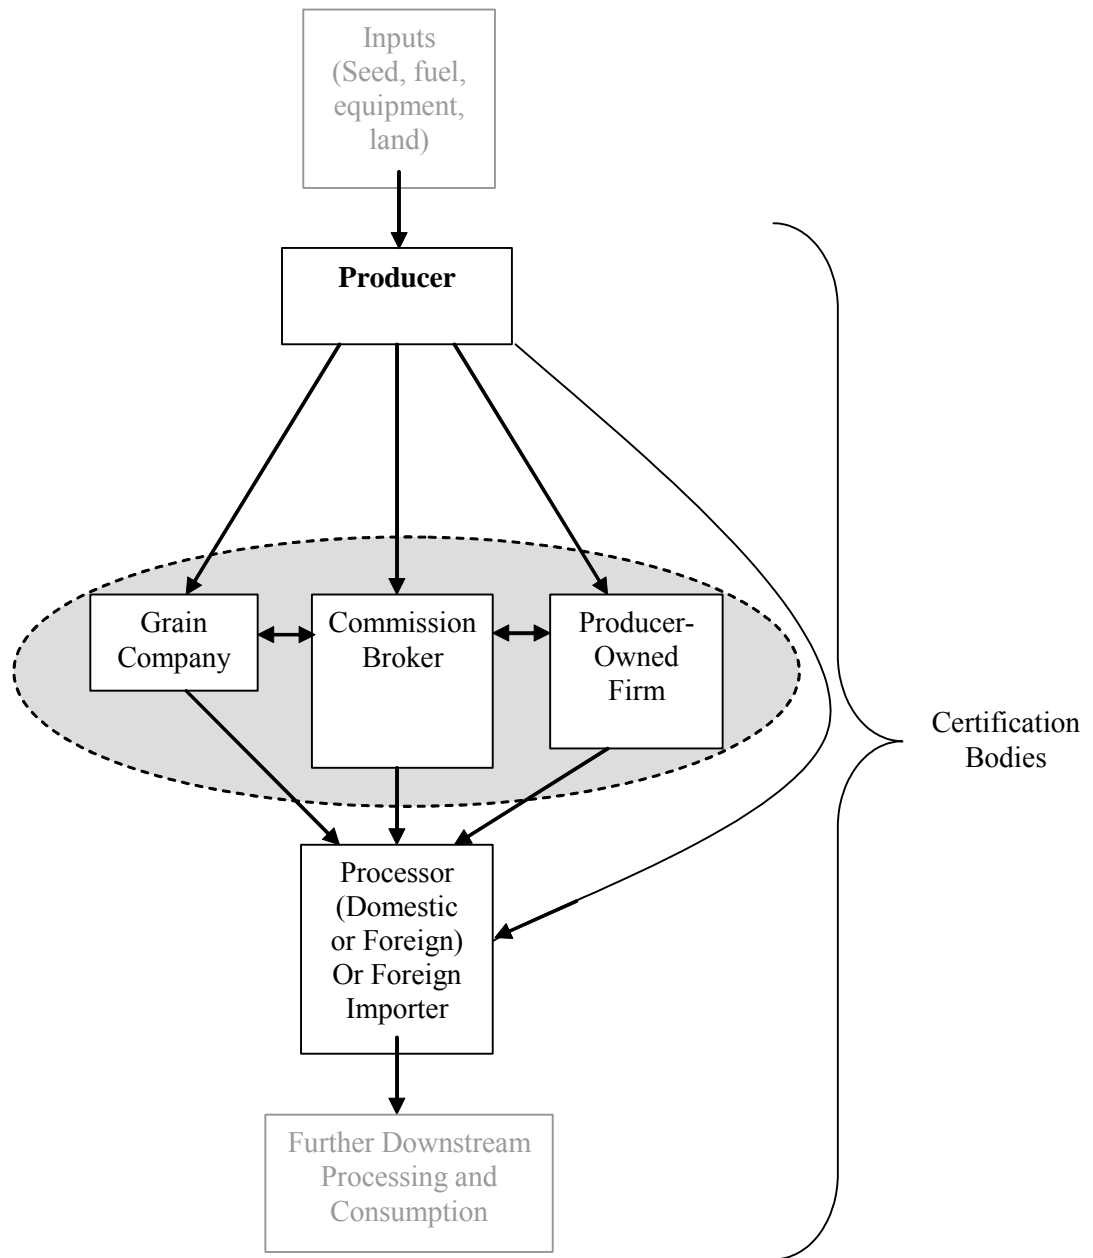 Inputs
(Seed, fuel,
equipment,
land)
Producer
Grain
Company
Commission
Broker
Producer-
Owned
Firm
Certification
Bodies
Processor
(Domestic
or Foreign)
Or Foreign
Importer
Further Downstream
Processing and
Consumption